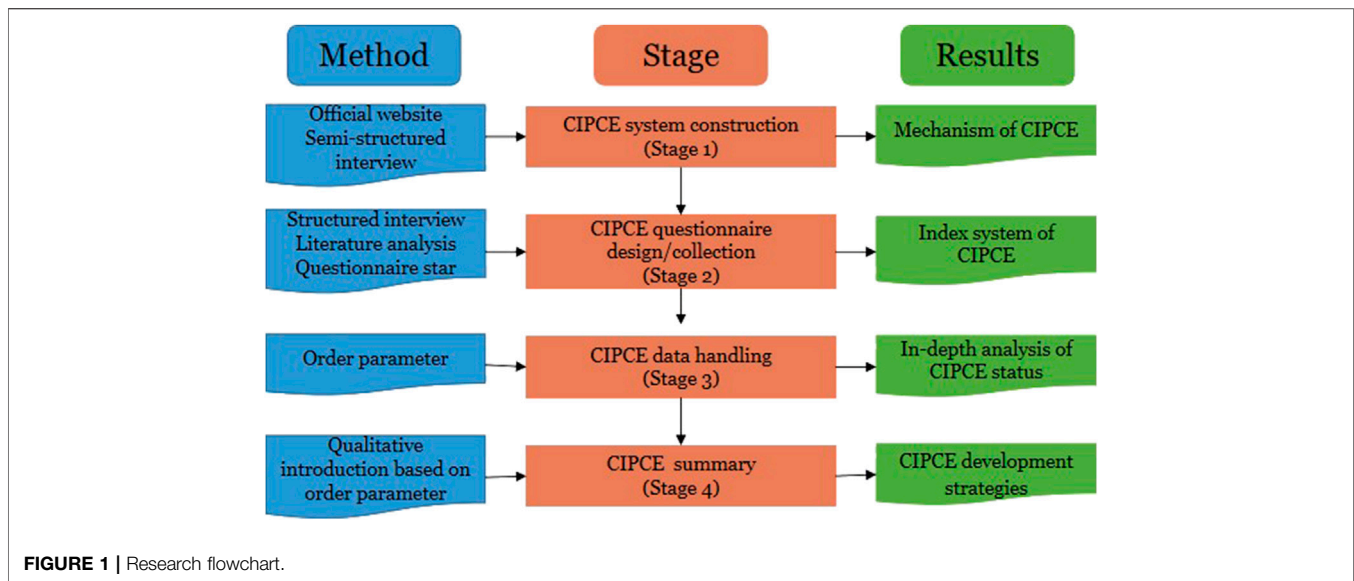 Method
Stage
Results
Official website
Semi-structured
interview
CIPCE system construction
(Stage 1)
Mechanism of CIPCE
Structured interview
Literature analysis
Questionnaire star
CIPCE questionnaire
design/collection
(Stage 2)
Index system of
CIPCE
Order parameter
CIPCE data handling
(Stage 3)
In-depth analysis of
CIPCE status
Qualitative
introduction based on
order parameter
CIPCE summary
(Stage 4)
CIPCE development
strategies
FIGURE 1 | Research flowchart.